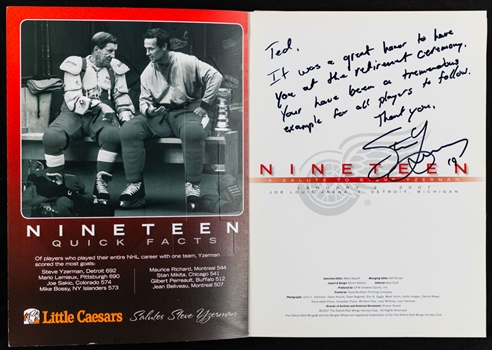 NINETEEN
QUICK FACTS
Of players who played their entire NHL career with one team, Yzerman
scored the most goals:
Steve Yzerman, Detroit 692
Mario Lemieux, Pittsburgh 690
Joe Sakic, Colorado 574
Mike Bossy, NY Islanders 573
Maurice Richard, Montreal 544
Stan Mikita, Chicago 541
Gilbert Perreault, Buffalo 512
Jean Beliveau, Montreal 507
Little Caesars
Salutes Steve Yzerman
Ted,
It was a great honor to have
you at the retirement ceremony.
Your have been a tremendous
example for all players to follow.
Thank you,
19
NINETEEN
A SALUTE TO STEVE YZERMAN
JANUARY 2, 2007
JOE LOUIS ARENA • DETROIT, MICHIGAN